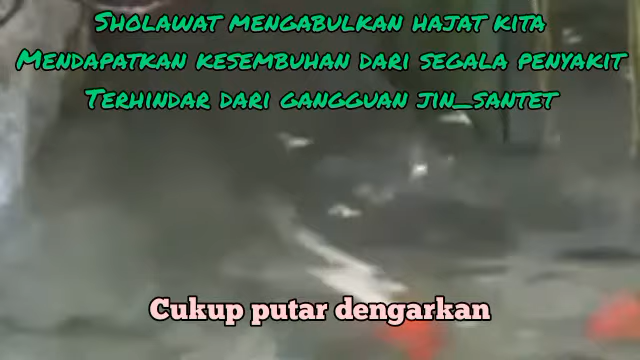 Sholawat mengabulkan hajat kita
Mendapatkan kesembuhan dari segala penyakit
Terhindar dari gangguan jin_santet
Cukup putar dengarkan